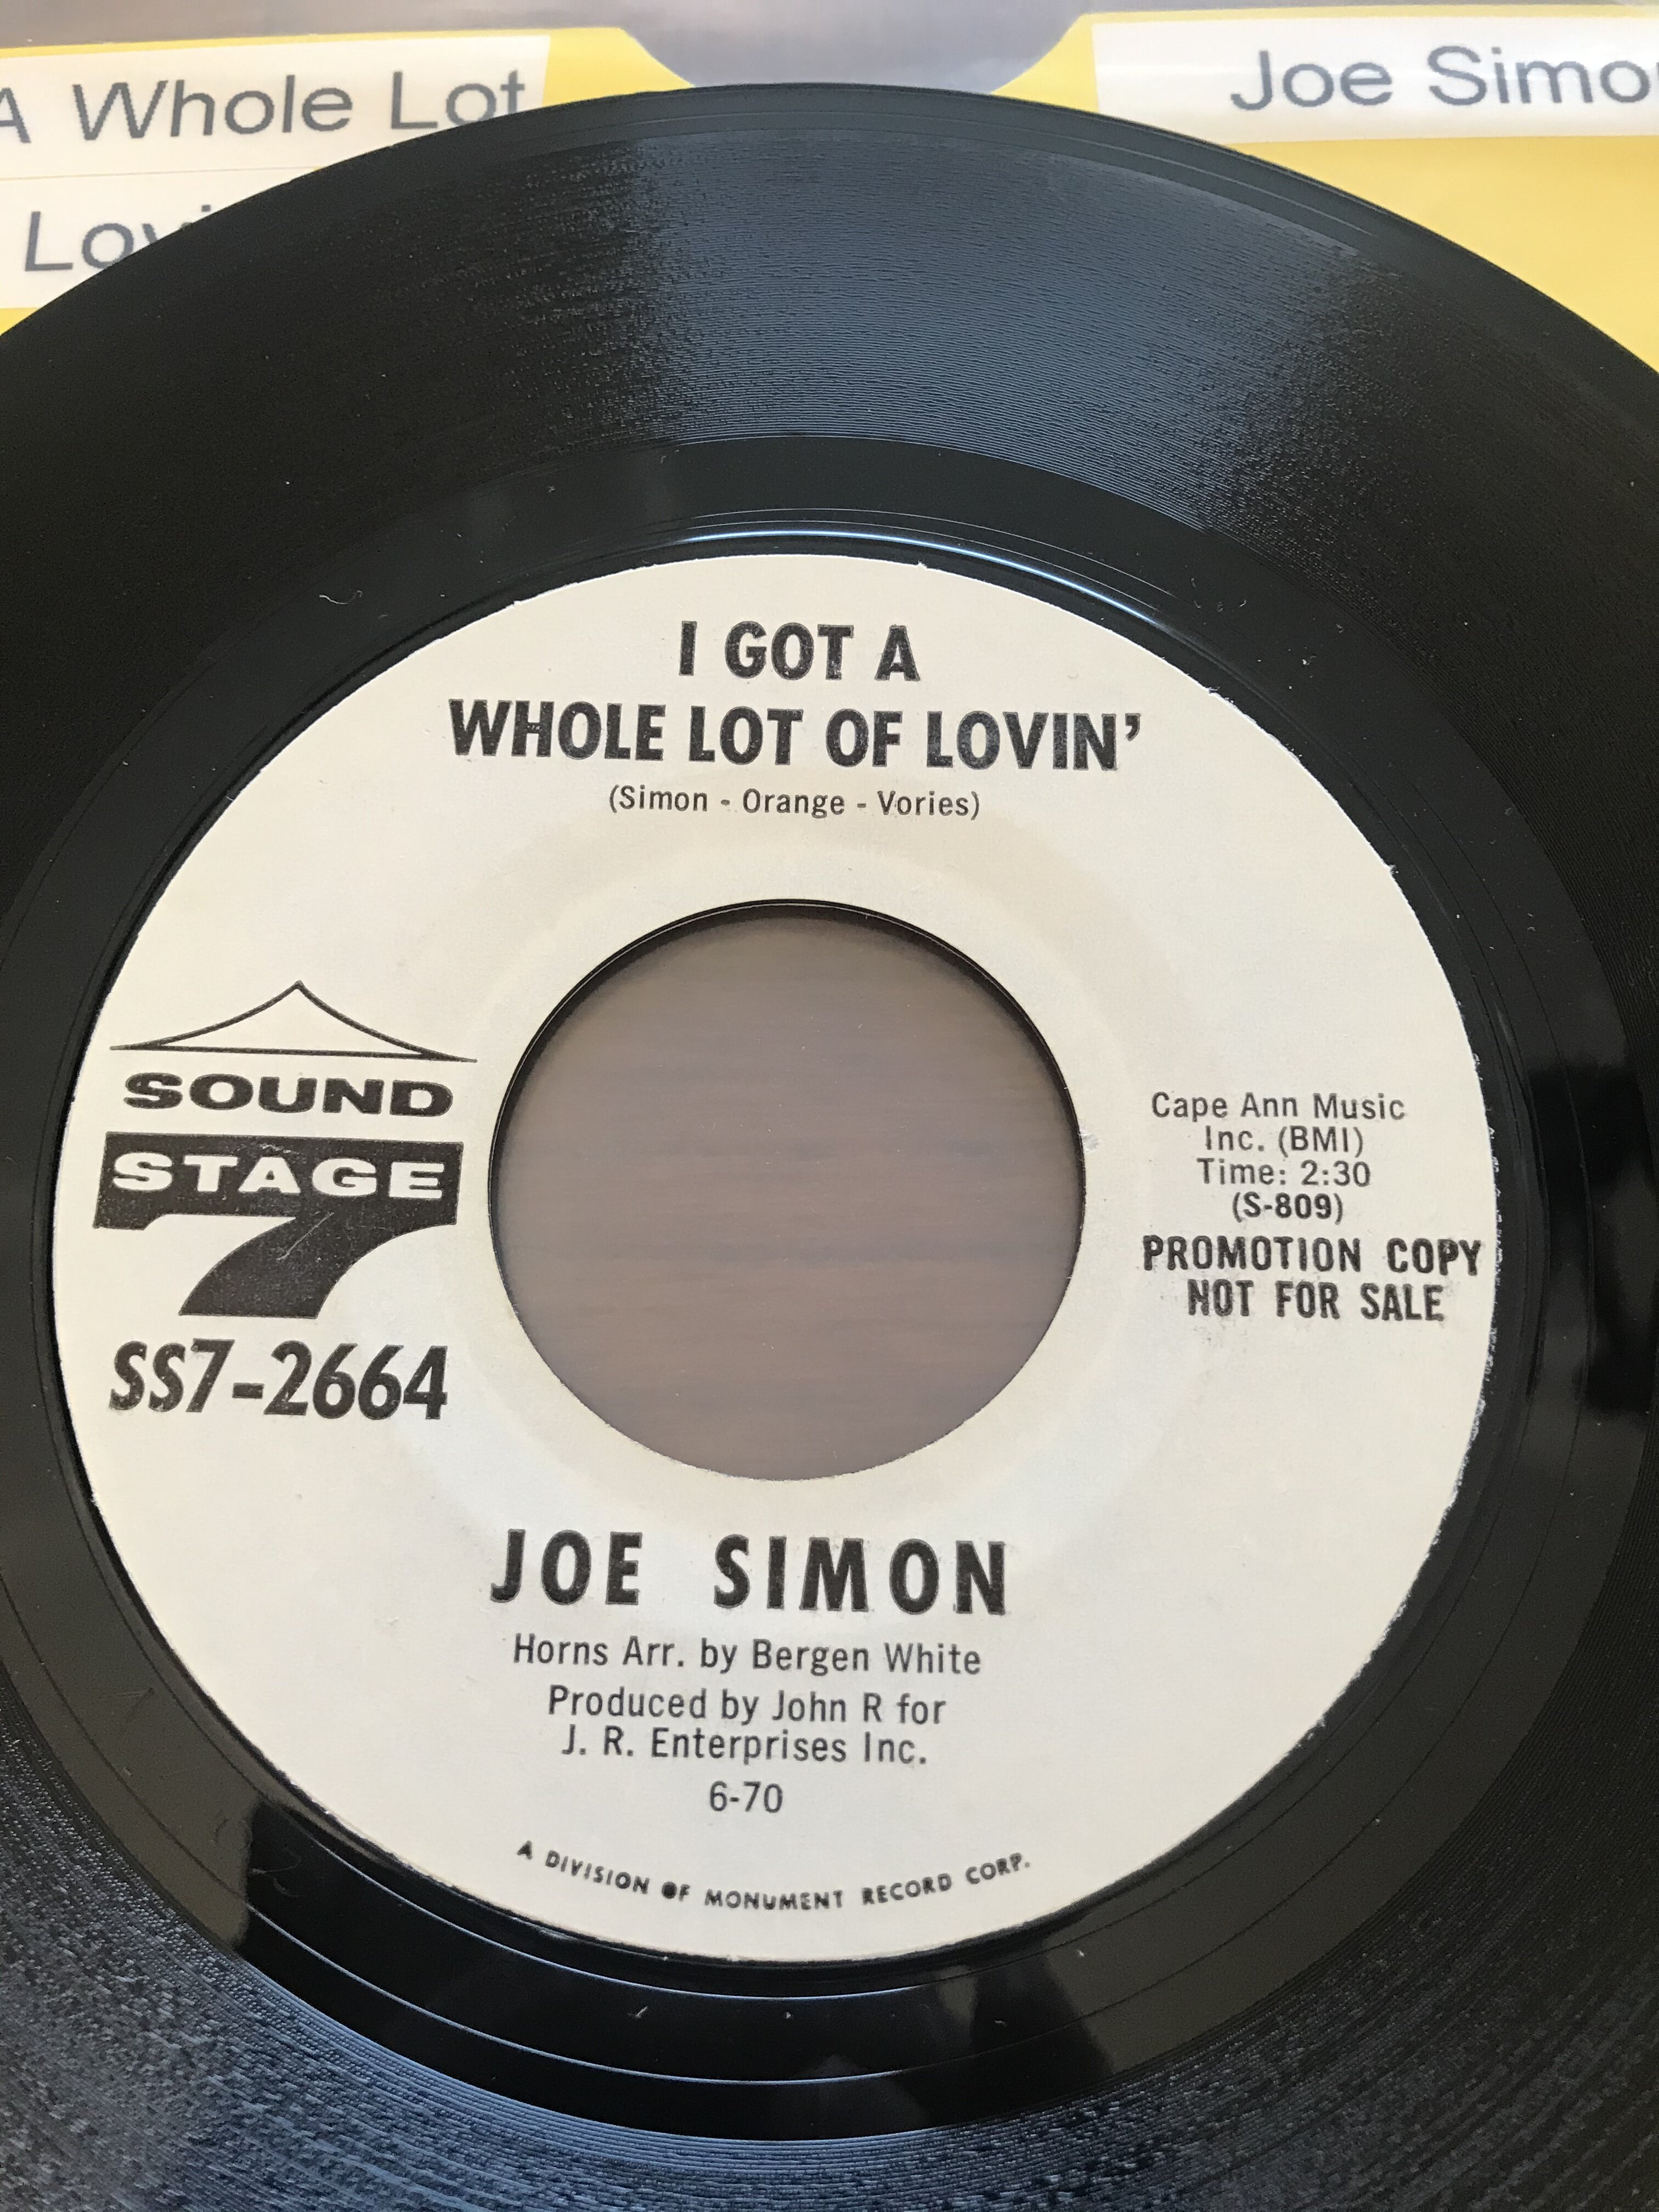 A Whole Lot
Joe Simo
Lov
I GOT A
WHOLE LOT OF LOVIN'
(Simon - Orange - Vories)
SOUND
STAGE
7
SS7-2664
Cape Ann Music
Inc. (BMI)
Time: 2:30
(S-809)
PROMOTION COPY
NOT FOR SALE
JOE SIMON
Horns Arr. by Bergen White
Produced by John R for
J. R. Enterprises Inc.
6-70
A DIVISION OF MONUMENT RECORD CORP.